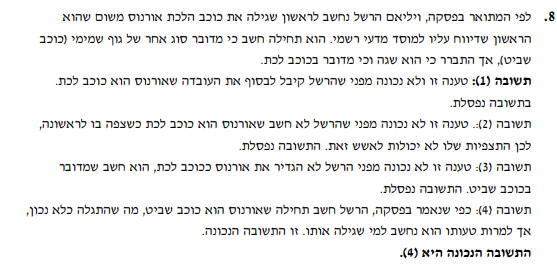 8. לפי המתואר בפסקה, ויליאם הרשל נחשב לראשון שגילה את כוכב הלכת אורנוס משום שהוא
הראשון שדיווח עליו למוסד מדעי רשמי. הוא תחילה חשב כי מדובר סוג אחר של גוף שמימי (כוכב
שביט), אך התברר כי הוא שגה וכי מדובר בכוכב לכת.
תשובה (1): טענה זו ולא נכונה מפני שהרשל קיבל לבסוף את העובדה שאורנוס הוא כוכב לכת.
בתשובה נפסלת.
תשובה (2):. טענה זו לא נכונה מפני שהרשל לא חשב שאורנוס הוא כוכב לכת כשצפה בו לראשונה,
לכן התצפיות שלו לא יכולות לאשש זאת. התשובה נפסלת.
תשובה (3): טענה זו לא נכונה מפני הרשל לא הגדיר את אורנוס ככוכב לכת, הוא חשב שמדובר
בכוכב שביט. התשובה נפסלת.
תשובה (4): כפי שנאמר בפסקה, הרשל חשב תחילה שאורנוס הוא כוכב שביט, מה שהתגלה כלא נכון,
אך למרות טעותו הוא נחשב למי שגילה אותו. זו התשובה הנכונה.
התשובה הנכונה היא (4).